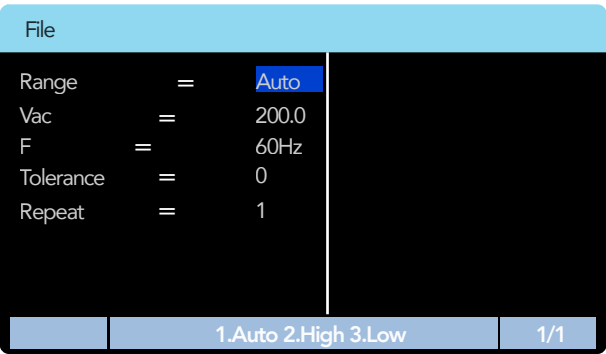 File
Range = Auto
Vac = 200.0
F = 60Hz
Tolerance = 0
Repeat = 1
1.Auto 2.High 3.Low 1/1